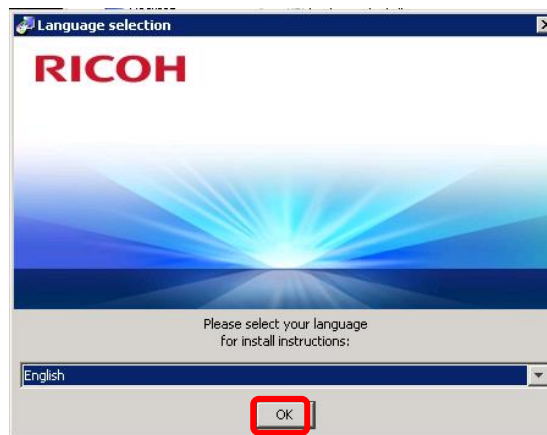 Language selection
RICOH
Please select your language
for install instructions:
English
OK